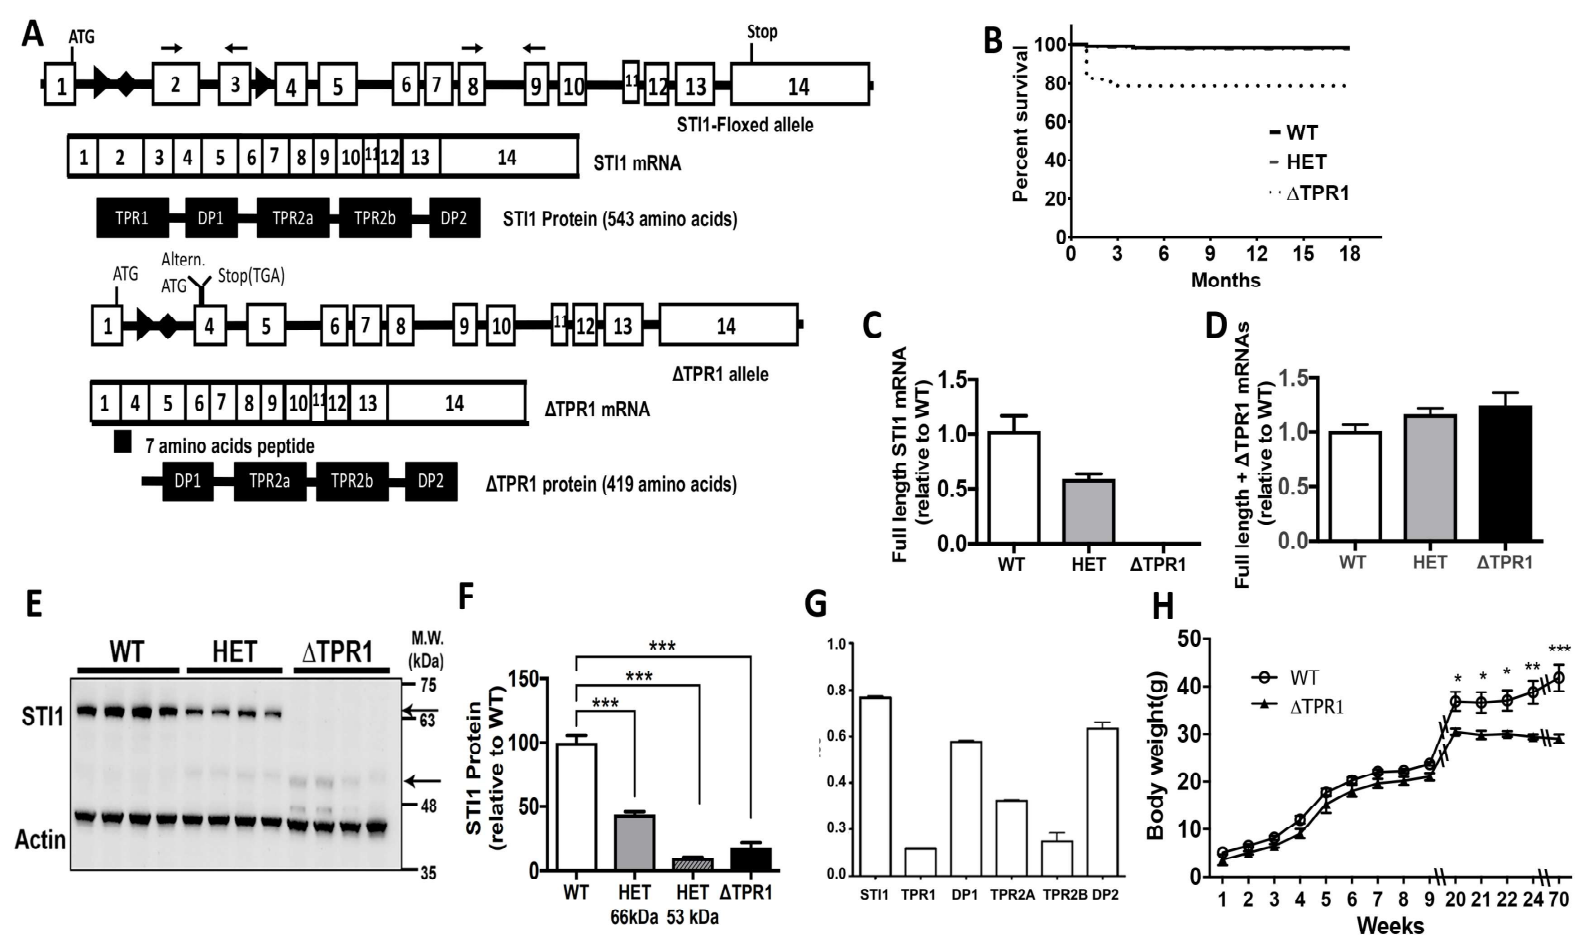 A
ATG
Stop
1 2 3 4 5 6 7 8 9 10 11 12 13 14
STI1-Floxed allele
1 2 3 4 5 6 7 8 9 10 11 12 13 14
STI1 mRNA
TPR1 DP1 TPR2a TPR2b DP2
STI1 Protein (543 amino acids)
ATG
Altern.
ATG
Stop(TGA)
1 4 5 6 7 8 9 10 11 12 13 14
ΔTPR1 allele
1 4 5 6 7 8 9 10 11 12 13 14
ΔTPR1 mRNA
7 amino acids peptide
DP1 TPR2a TPR2b DP2
ΔTPR1 protein (419 amino acids)
B
Percent survival
100
80
60
40
20
0
0 3 6 9 12 15 18
Months
WT
HET
ΔTPR1
C
Full length STI1 mRNA
(relative to WT)
1.5
1.0
0.5
0.0
WT HET ΔTPR1
D
Full length + ΔTPR1 mRNAs
(relative to WT)
1.5
1.0
0.5
0.0
WT HET ΔTPR1
E
WT HET ΔTPR1
M.W.
(kDa)
75
63
48
35
STI1
Actin
F
STI1 Protein
(relative to WT)
150
100
50
0
***
***
***
WT HET HET ΔTPR1
66kDa 53 kDa
G
1.0
0.8
0.6
0.4
0.3
0.0
STI1 TPR1 DP1 TPR2A TPR2B DP2
H
Body weight(g)
50
40
30
20
10
0
WT
ΔTPR1
* * * ** ***
1 2 3 4 5 6 7 8 9 20 21 22 24 70
Weeks